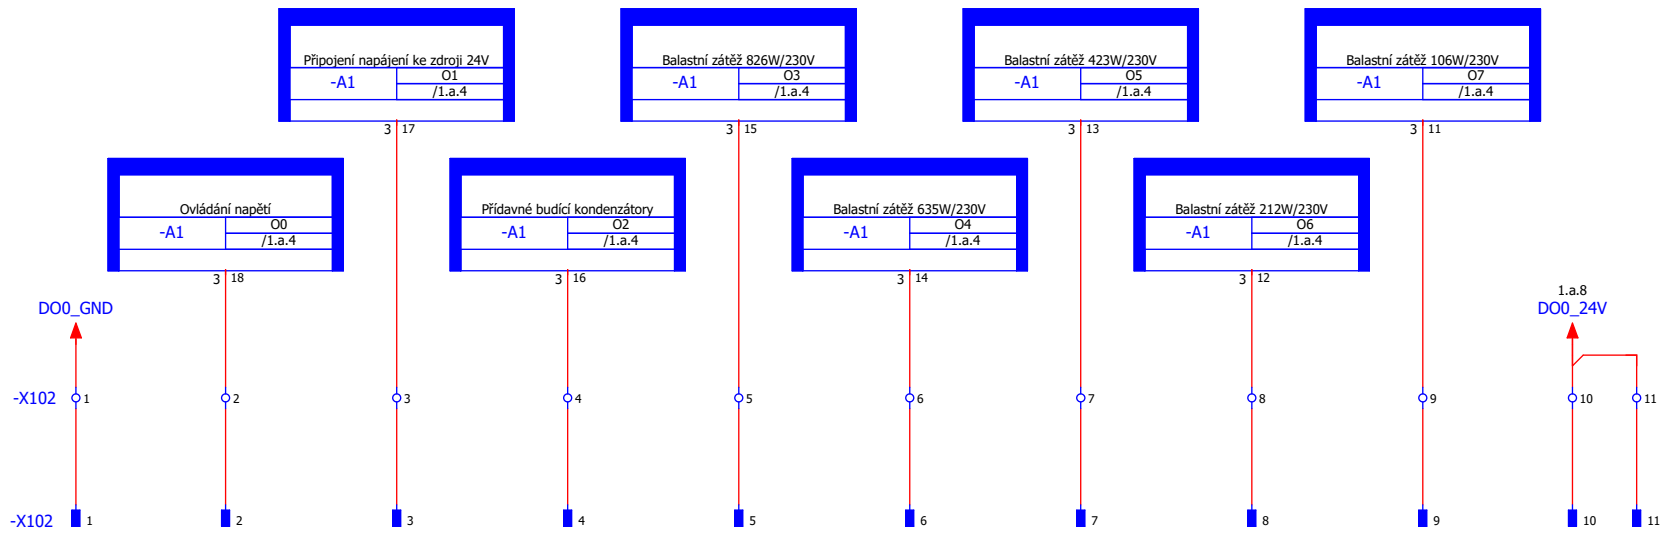 Připojení napájení ke zdroji 24V
-A1
O1
/1.a.4
3 17
Balastní zátěž 826W/230V
-A1
O3
/1.a.4
3 15
Balastní zátěž 423W/230V
-A1
O5
/1.a.4
3 13
Balastní zátěž 106W/230V
-A1
O7
/1.a.4
3 11
Ovládání napětí
-A1
O0
/1.a.4
3 18
Přídavné budící kondenzátory
-A1
O2
/1.a.4
3 16
Balastní zátěž 635W/230V
-A1
O4
/1.a.4
3 14
Balastní zátěž 212W/230V
-A1
O6
/1.a.4
3 12
DO0_GND
1.a.8
DO0_24V
-X102 1 2 3 4 5 6 7 8 9 10 11
-X102 1 2 3 4 5 6 7 8 9 10 11